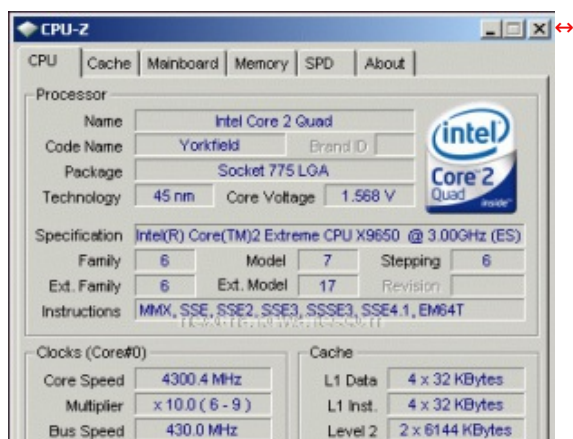 CPU-Z
CPU Cache Mainboard Memory SPD About
Processor
Name Intel Core 2 Quad
Code Name Yorkfield Brand ID
Package Socket 775 LGA
Technology 45 nm Core Voltage 1.568 V
intel
Core 2
Quad
inside
Specification Intel(R) Core(TM)2 Extreme CPU X9650 @ 3.00GHz (ES)
Family 6 Model 7 Stepping 6
Ext. Family 6 Ext. Model 17 Revision
Instructions MMX, SSE, SSE2, SSE3, SSSE3, SSE4.1, EM64T
Clocks (Core#0)
Core Speed 4300.4 MHz
Multiplier x 10.0 ( 6 - 9 )
Bus Speed 430.0 MHz
Cache
L1 Data 4 x 32 KBytes
L1 Inst. 4 x 32 KBytes
Level 2 2 x 6144 KBytes